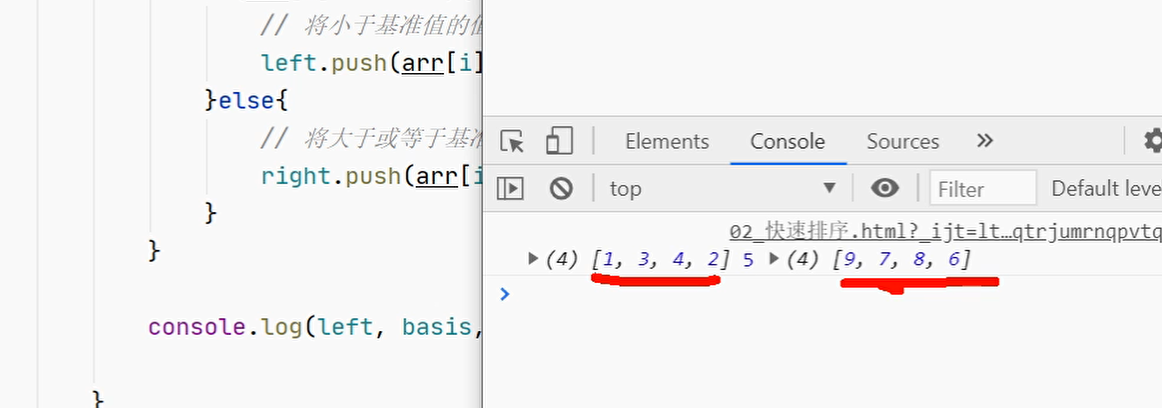 // 将小于基准值的值
left.push(arr[i]
}else{
// 将大于或等于基准
right.push(arr[i
}
}
console.log(left, basis,
}
Elements Console Sources »
top ▼ Filter Default leve
02_快速排序.html?_ijt=lt…qtrjumrnqpvtq
▶(4) [1, 3, 4, 2] 5 ▶(4) [9, 7, 8, 6]
>